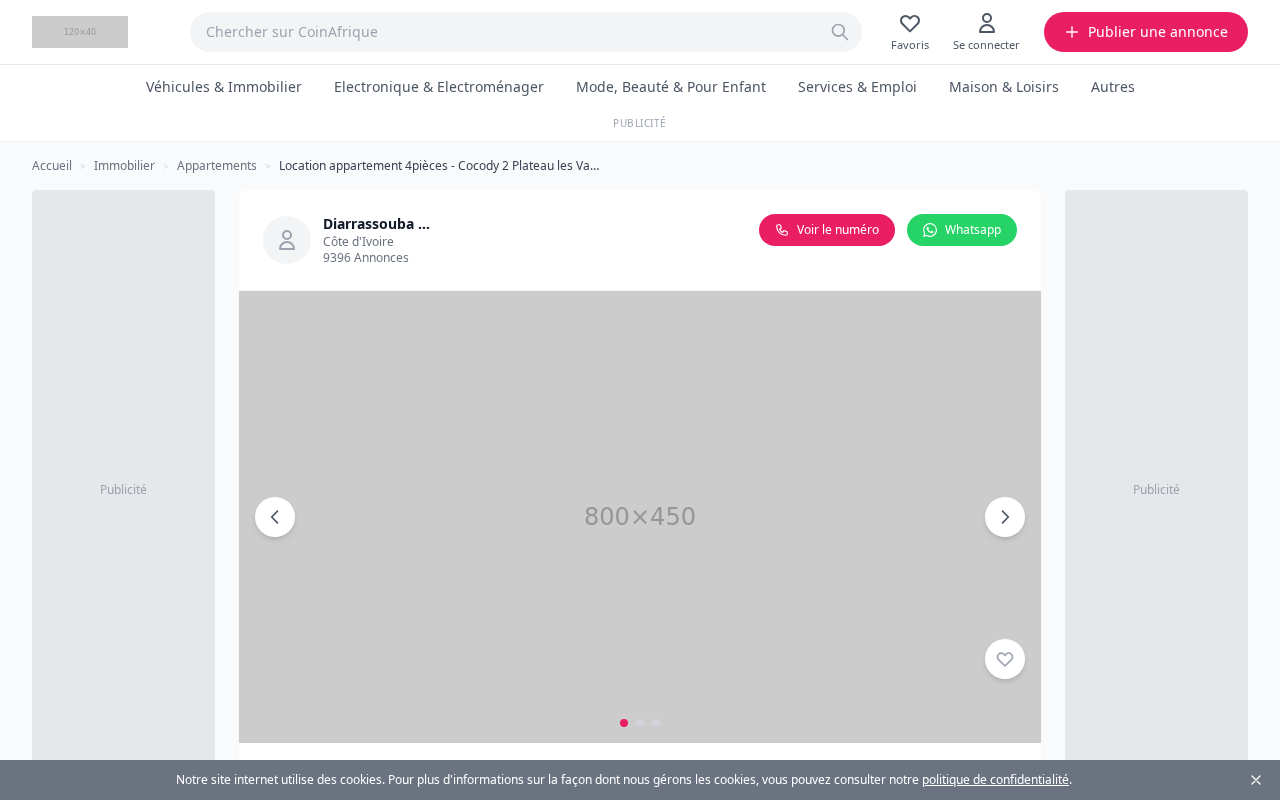 120×40
Chercher sur CoinAfrique
Favoris
Se connecter
Publier une annonce
Véhicules & Immobilier
Electronique & Electroménager
Mode, Beauté & Pour Enfant
Services & Emploi
Maison & Loisirs
Autres
PUBLICITÉ
Accueil > Immobilier > Appartements > Location appartement 4pièces - Cocody 2 Plateau les Va...
Diarrassouba ...
Côte d'Ivoire
9396 Annonces
Voir le numéro
Whatsapp
Publicité
800×450
Publicité
Notre site internet utilise des cookies. Pour plus d'informations sur la façon dont nous gérons les cookies, vous pouvez consulter notre politique de confidentialité.